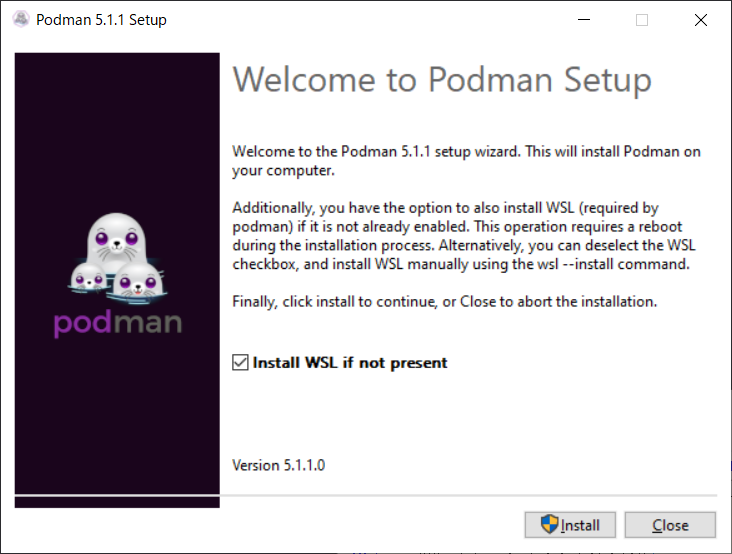 Podman 5.1.1 Setup
Welcome to Podman Setup
Welcome to the Podman 5.1.1 setup wizard. This will install Podman on
your computer.
Additionally, you have the option to also install WSL (required by
podman) if it is not already enabled. This operation requires a reboot
during the installation process. Alternatively, you can deselect the WSL
checkbox, and install WSL manually using the wsl --install command.
Finally, click install to continue, or Close to abort the installation.
podman
Install WSL if not present
Version 5.1.1.0
Install
Close